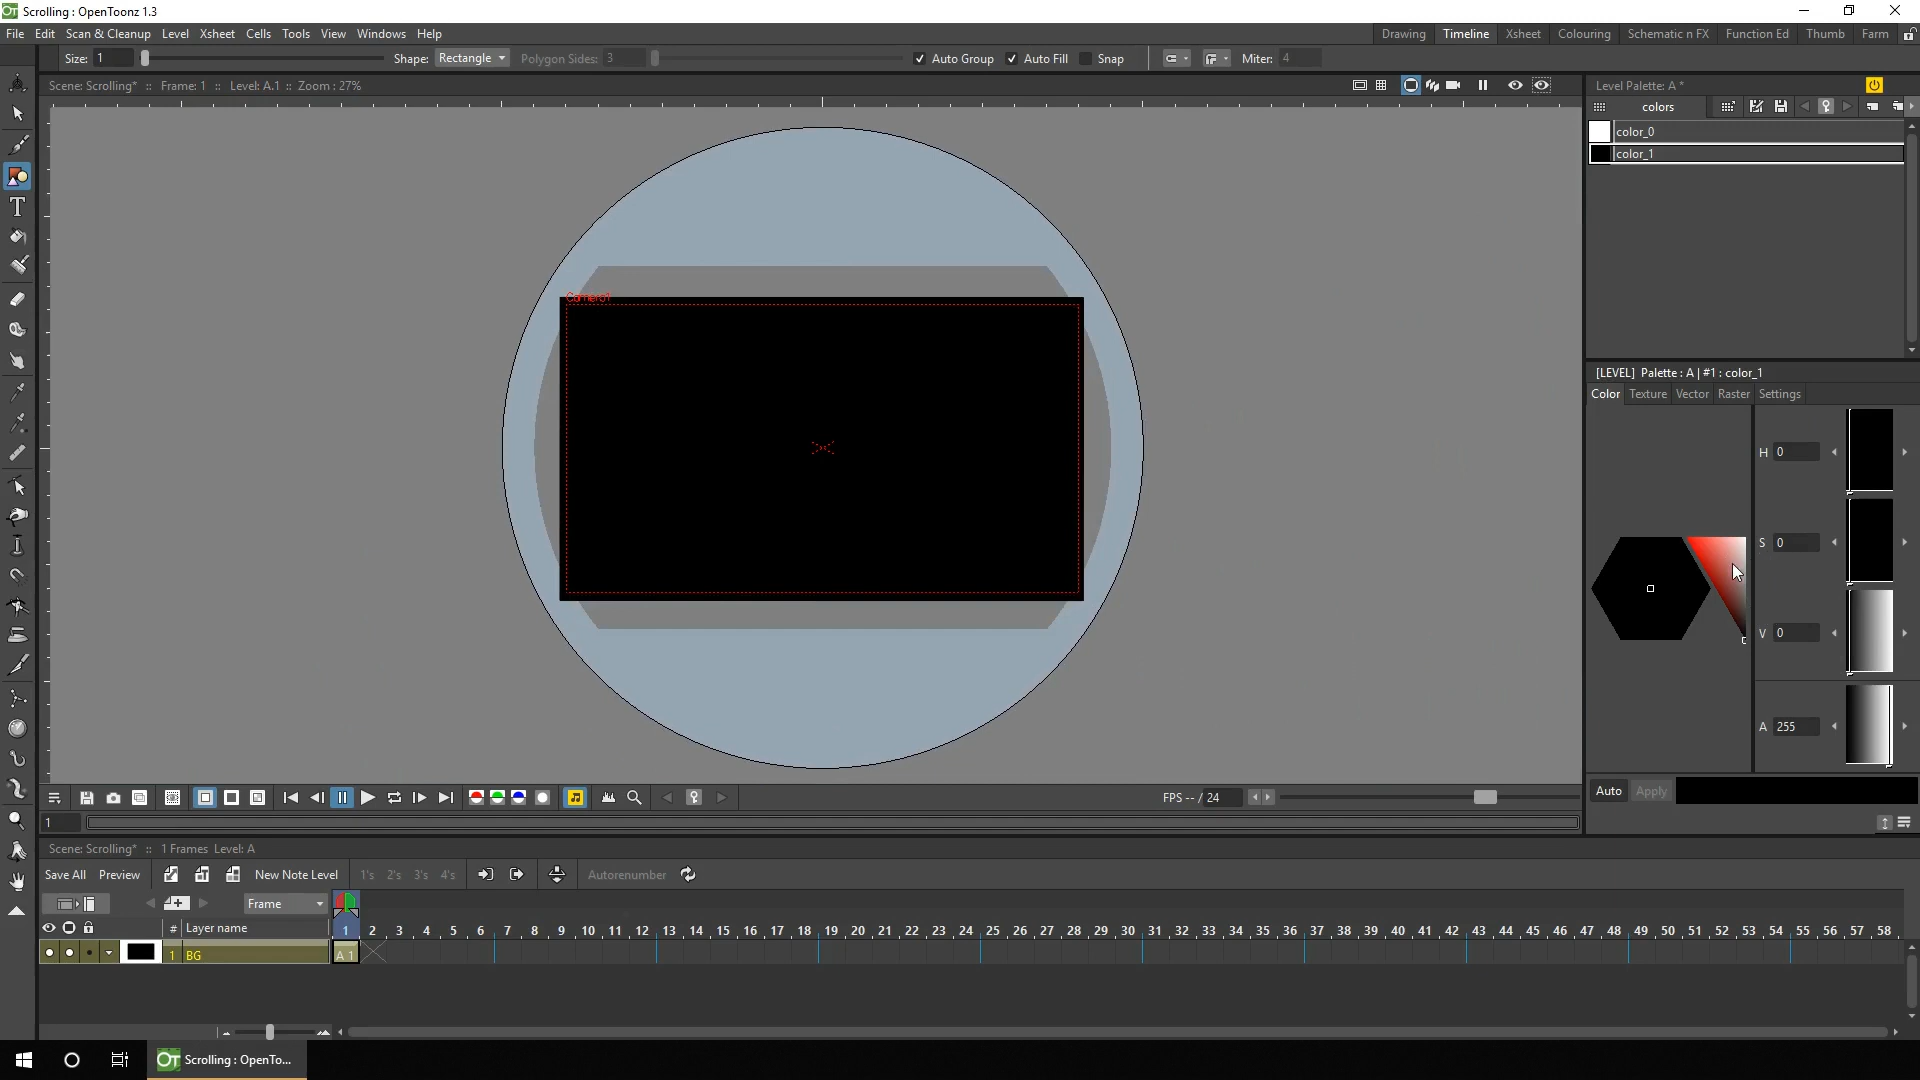 Scrolling : OpenToonz 1.3
File Edit Scan & Cleanup Level Xsheet Cells Tools View Windows Help
Drawing Timeline Xsheet Colouring Schematic n FX Function Ed Thumb Farm
Size: 1 Shape: Rectangle Polygon Sides: 3 Auto Group Auto Fill Snap Miter: 4
Scene: Scrolling* :: Frame: 1 :: Level: A.1 :: Zoom : 27%
Level Palette: A *
colors
color_0
color_1
Camera1
[LEVEL] Palette : A | #1 : color_1
Color Texture Vector Raster Settings
H 0
S 0
V 0
A 255
Auto Apply
FPS -- / 24
1
Scene: Scrolling* :: 1 Frames Level: A
Save All Preview New Note Level 1's 2's 3's 4's Autorenumber
Frame
# Layer name
1 2 3 4 5 6 7 8 9 10 11 12 13 14 15 16 17 18 19 20 21 22 23 24 25 26 27 28 29 30 31 32 33 34 35 36 37 38 39 40 41 42 43 44 45 46 47 48 49 50 51 52 53 54 55 56 57 58
1 BG A 1
OT Scrolling : OpenTo...